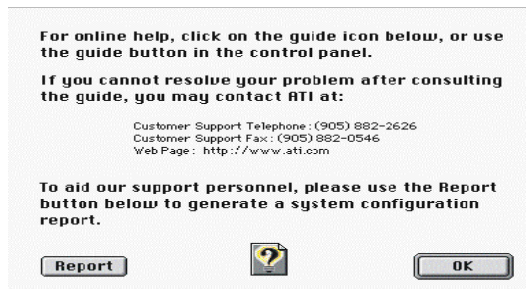 For online help, click on the guide icon below, or use
the guide button in the control panel.
If you cannot resolve your problem after consulting
the guide, you may contact ATI at:
Customer Support Telephone: (905) 882-2626
Customer Support Fax: (905) 882-0546
Web Page: http://www.ati.com
To aid our support personnel, please use the Report
button below to generate a system configuration
report.
Report
?
OK